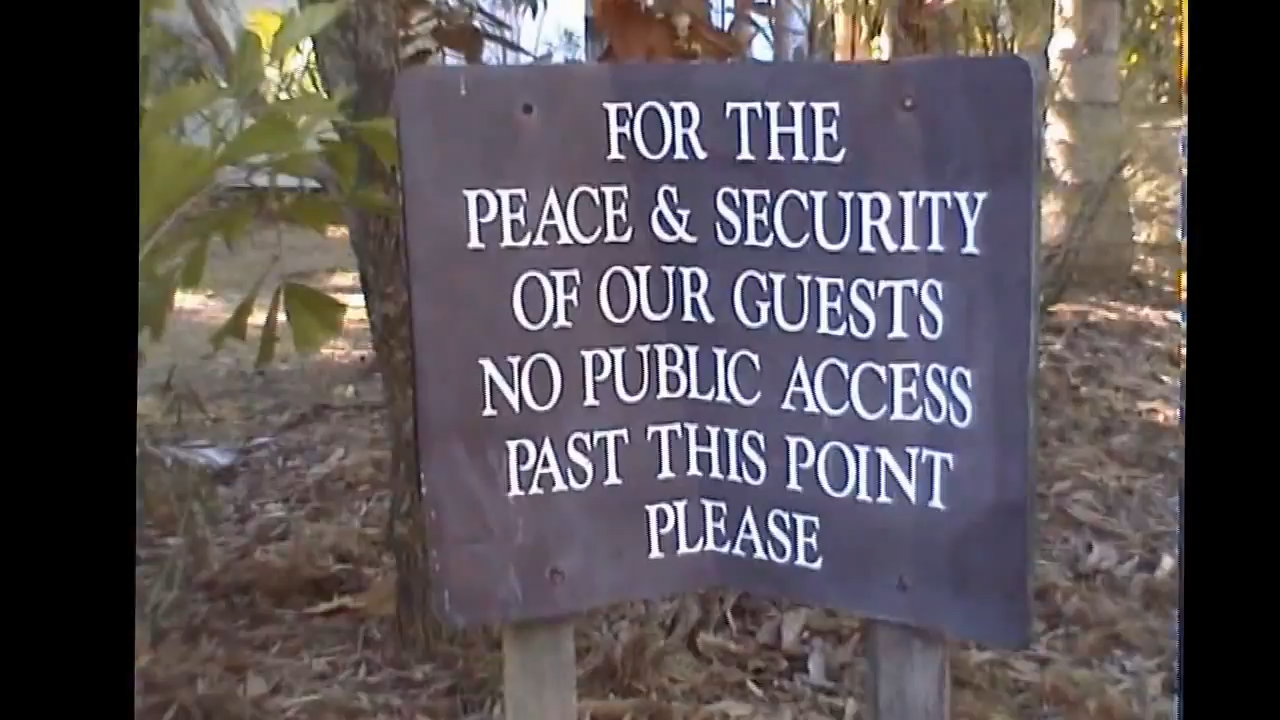 FOR THE
PEACE & SECURITY
OF OUR GUESTS
NO PUBLIC ACCESS
PAST THIS POINT
PLEASE